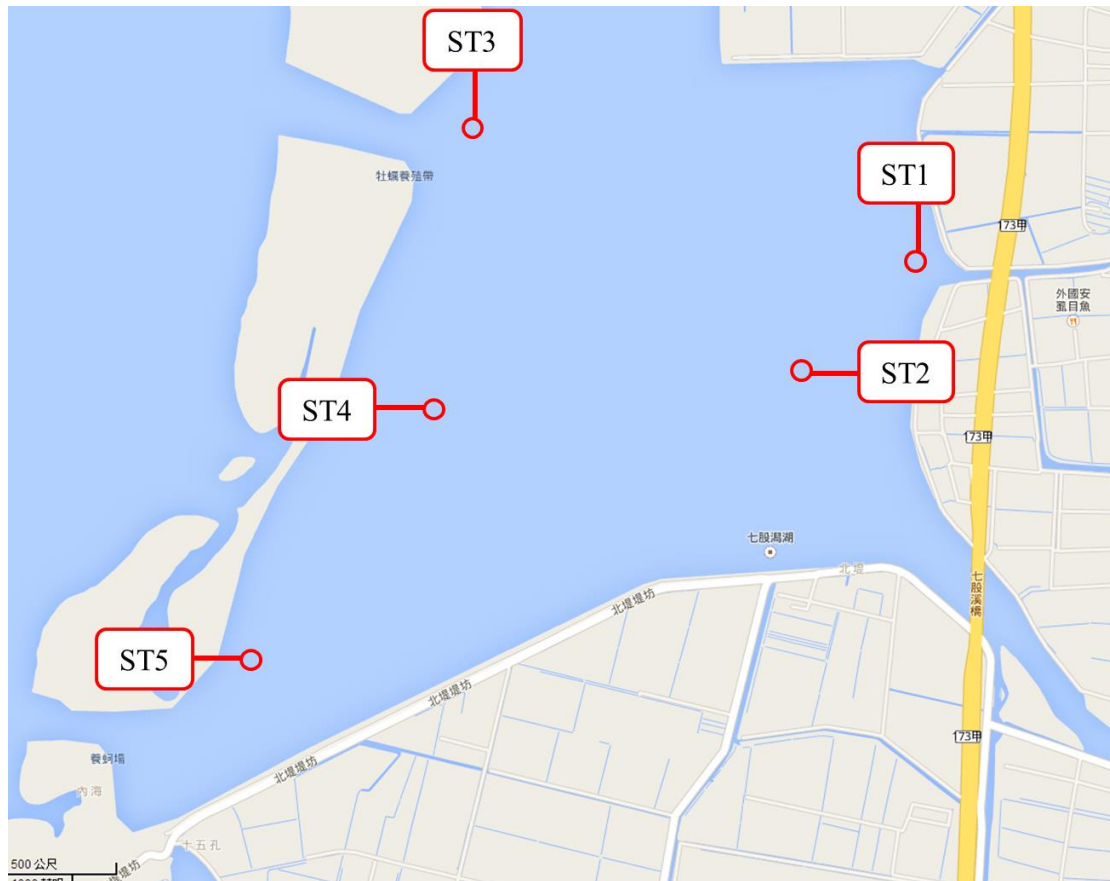 ST3
牡蠣養殖帶
ST1
173甲
外國安
虱目魚
ST2
ST4
173甲
七股潟湖
北堤
七股溪橋
北堤堤坊
ST5
北堤堤坊
173甲
養蚵場
北堤堤坊
內海
十五孔
500 公尺